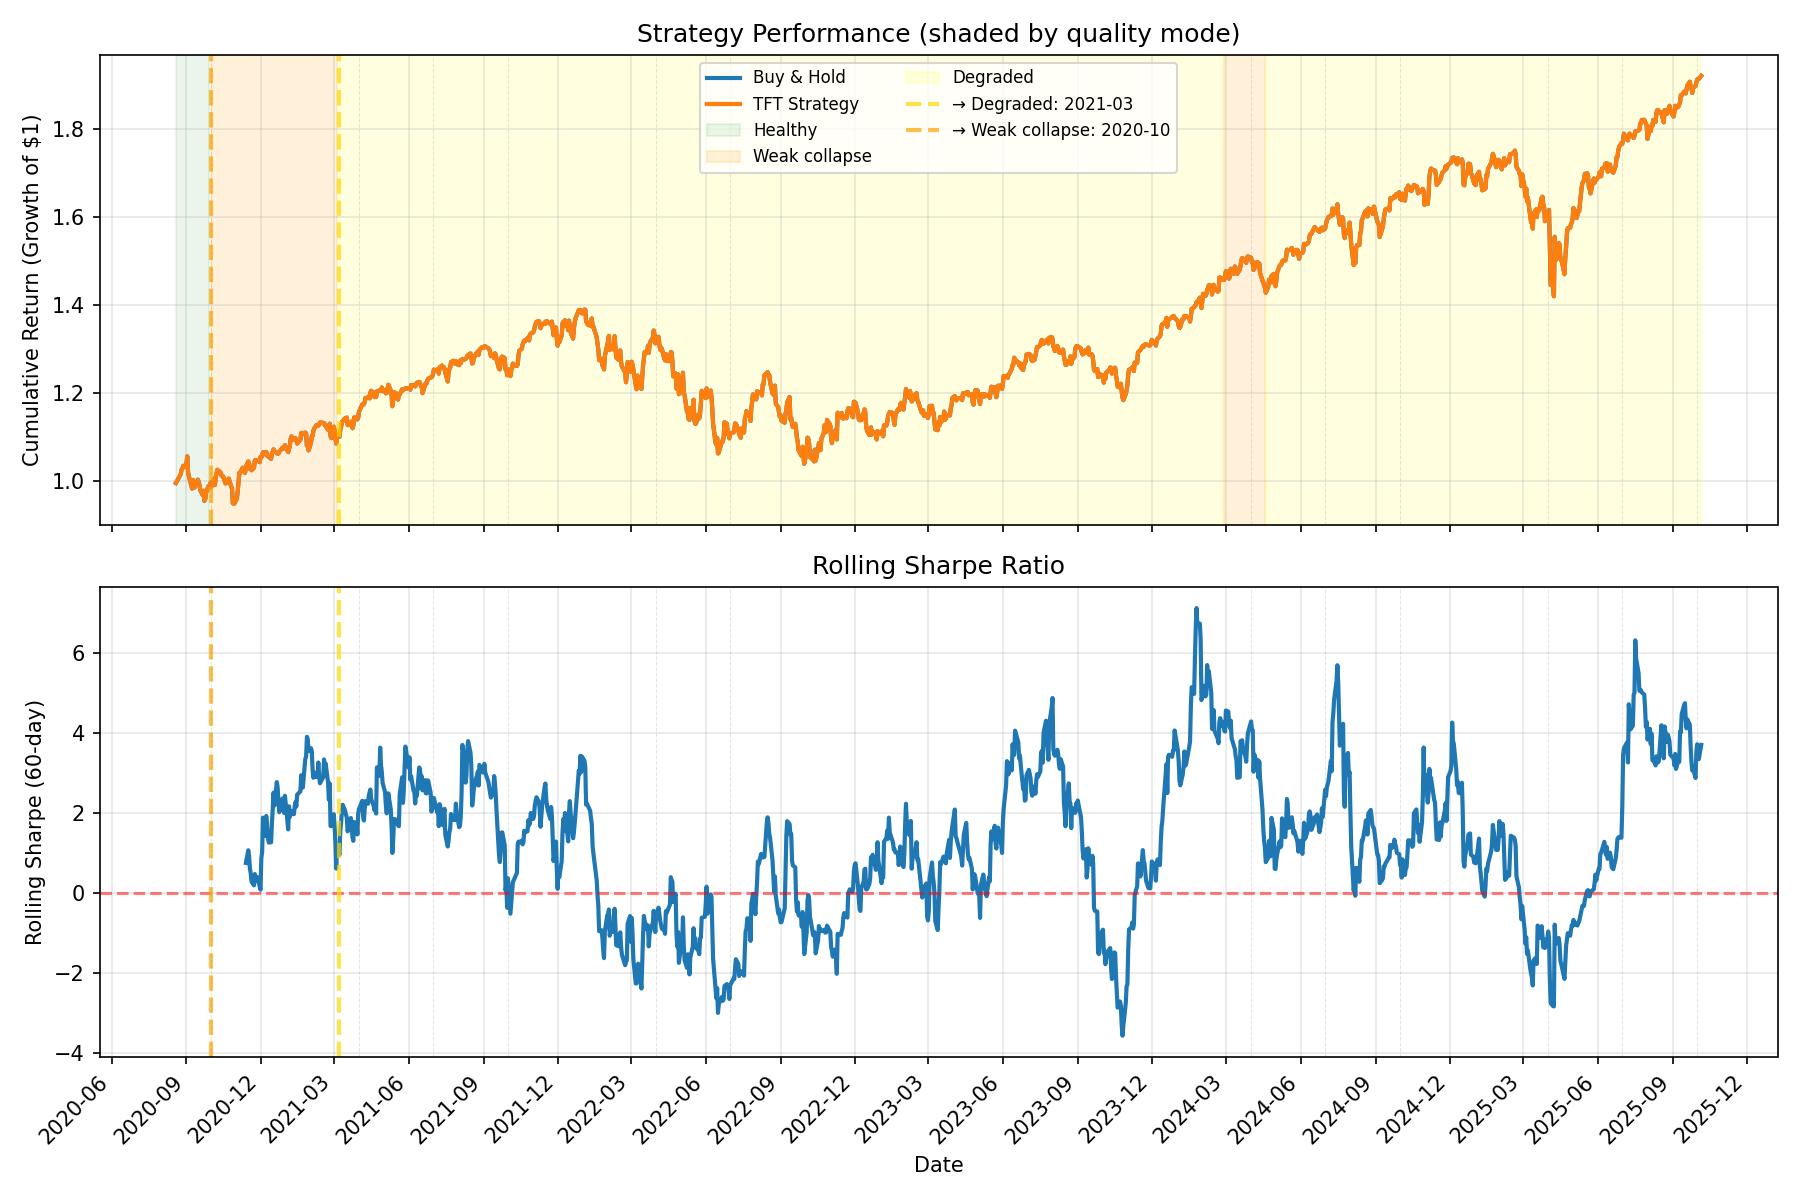 Strategy Performance (shaded by quality mode)
Cumulative Return (Growth of $1)
1.8
1.6
1.4
1.2
1.0
Buy & Hold
TFT Strategy
Healthy
Weak collapse
Degraded
→ Degraded: 2021-03
→ Weak collapse: 2020-10
Rolling Sharpe Ratio
Rolling Sharpe (60-day)
6
4
2
0
−2
−4
2020-06
2020-09
2020-12
2021-03
2021-06
2021-09
2021-12
2022-03
2022-06
2022-09
2022-12
2023-03
2023-06
2023-09
2023-12
2024-03
2024-06
2024-09
2024-12
2025-03
2025-06
2025-09
2025-12
Date